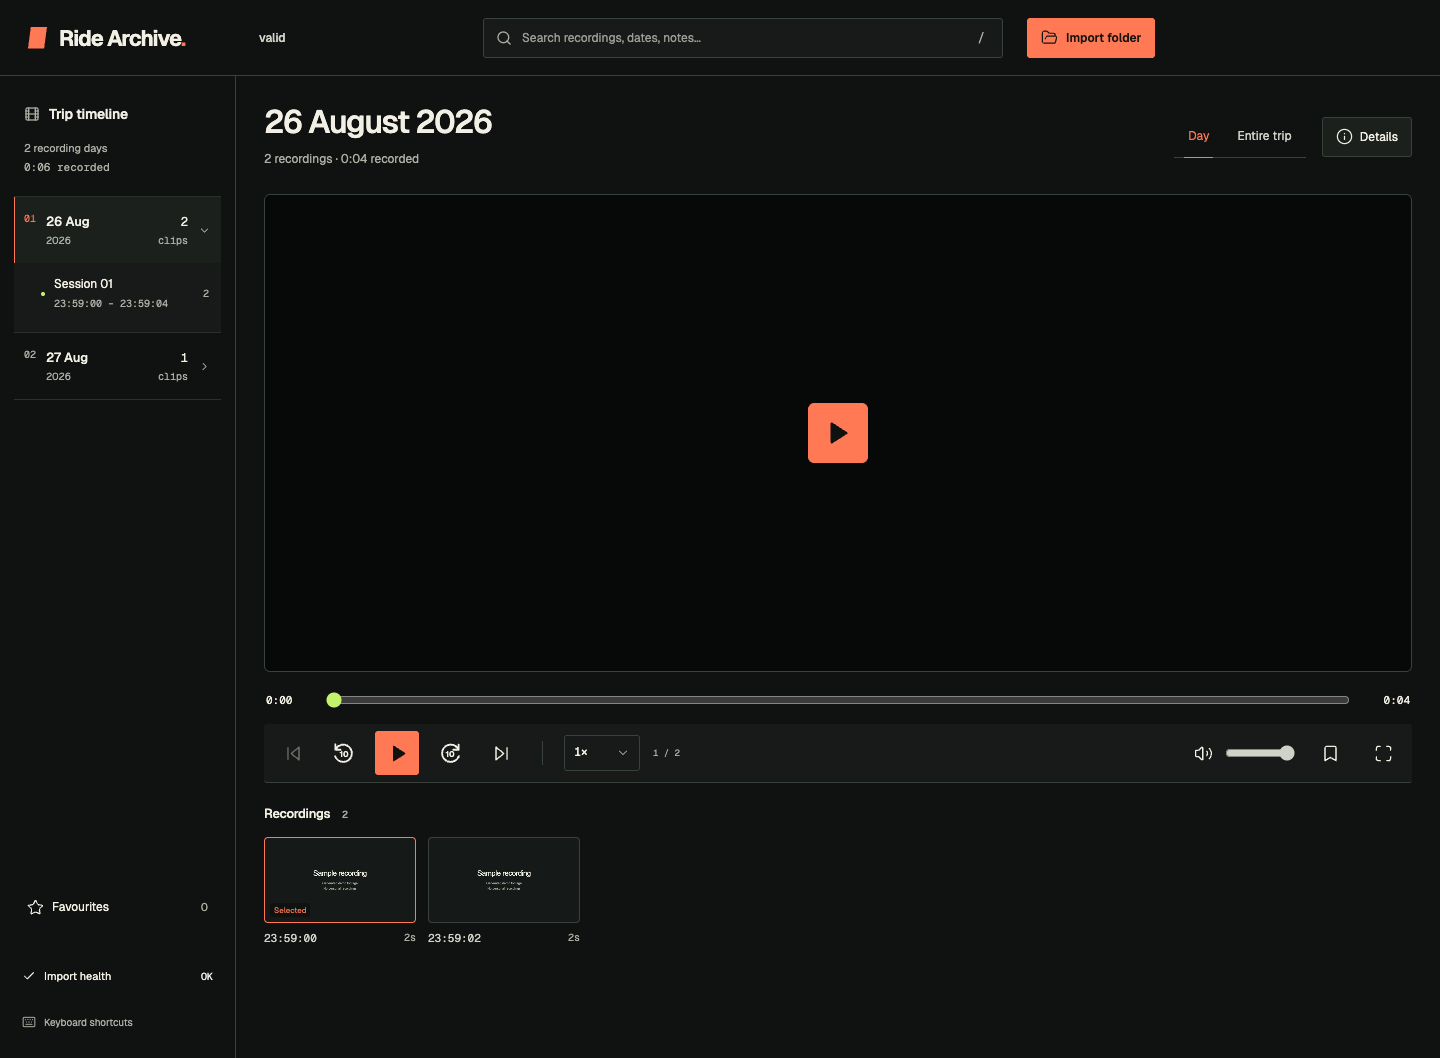 Ride Archive.
valid
Search recordings, dates, notes...
/
Import folder
Trip timeline
2 recording days
0:06 recorded
01
26 Aug
2
2026
clips
Session 01
23:59:00 – 23:59:04
2
02
27 Aug
1
2026
clips
Favourites
0
Import health
OK
Keyboard shortcuts
26 August 2026
2 recordings · 0:04 recorded
Day
Entire trip
Details
0:00
0:04
10
10
1×
1 / 2
Recordings
2
Sample recording
Selected
23:59:00
2s
Sample recording
23:59:02
2s